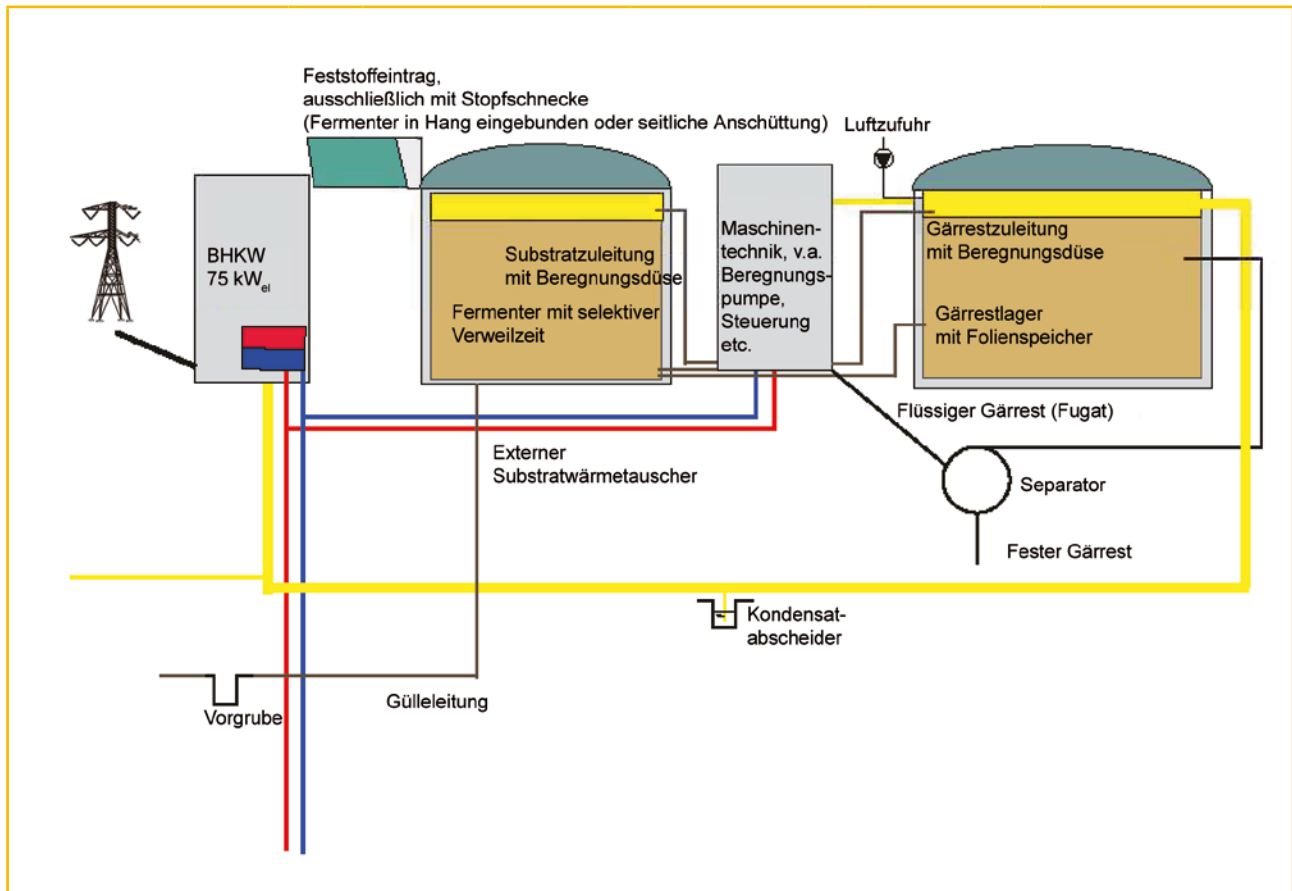 Feststoffeintrag,
ausschließlich mit Stopfschnecke
(Fermenter in Hang eingebunden oder seitliche Anschüttung)
Luftzufuhr
BHKW
75 kWel
Substratzuleitung
mit Beregnungsdüse
Fermenter mit selektiver
Verweilzeit
Maschinen-
technik, v.a.
Beregnungs-
pumpe,
Steuerung
etc.
Gärrestzuleitung
mit Beregnungsdüse
Gärrestlager
mit Folienspeicher
Flüssiger Gärrest (Fugat)
Externer
Substratwärmetauscher
Separator
Fester Gärrest
Kondensat-
abscheider
Gülleleitung
Vorgrube